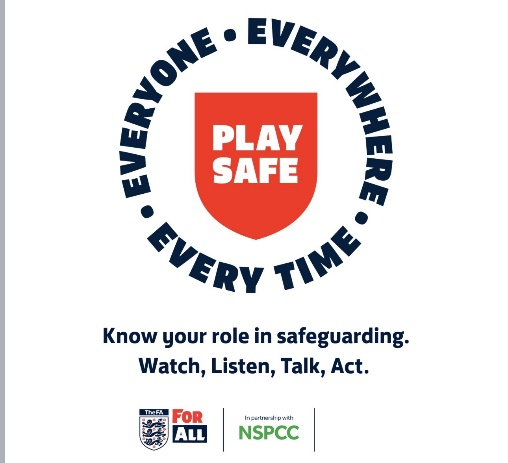 EVERYONE • EVERYWHERE • EVERY TIME •
PLAY
SAFE
Know your role in safeguarding.
Watch, Listen, Talk, Act.
The FA
FOR
ALL
In partnership with
NSPCC